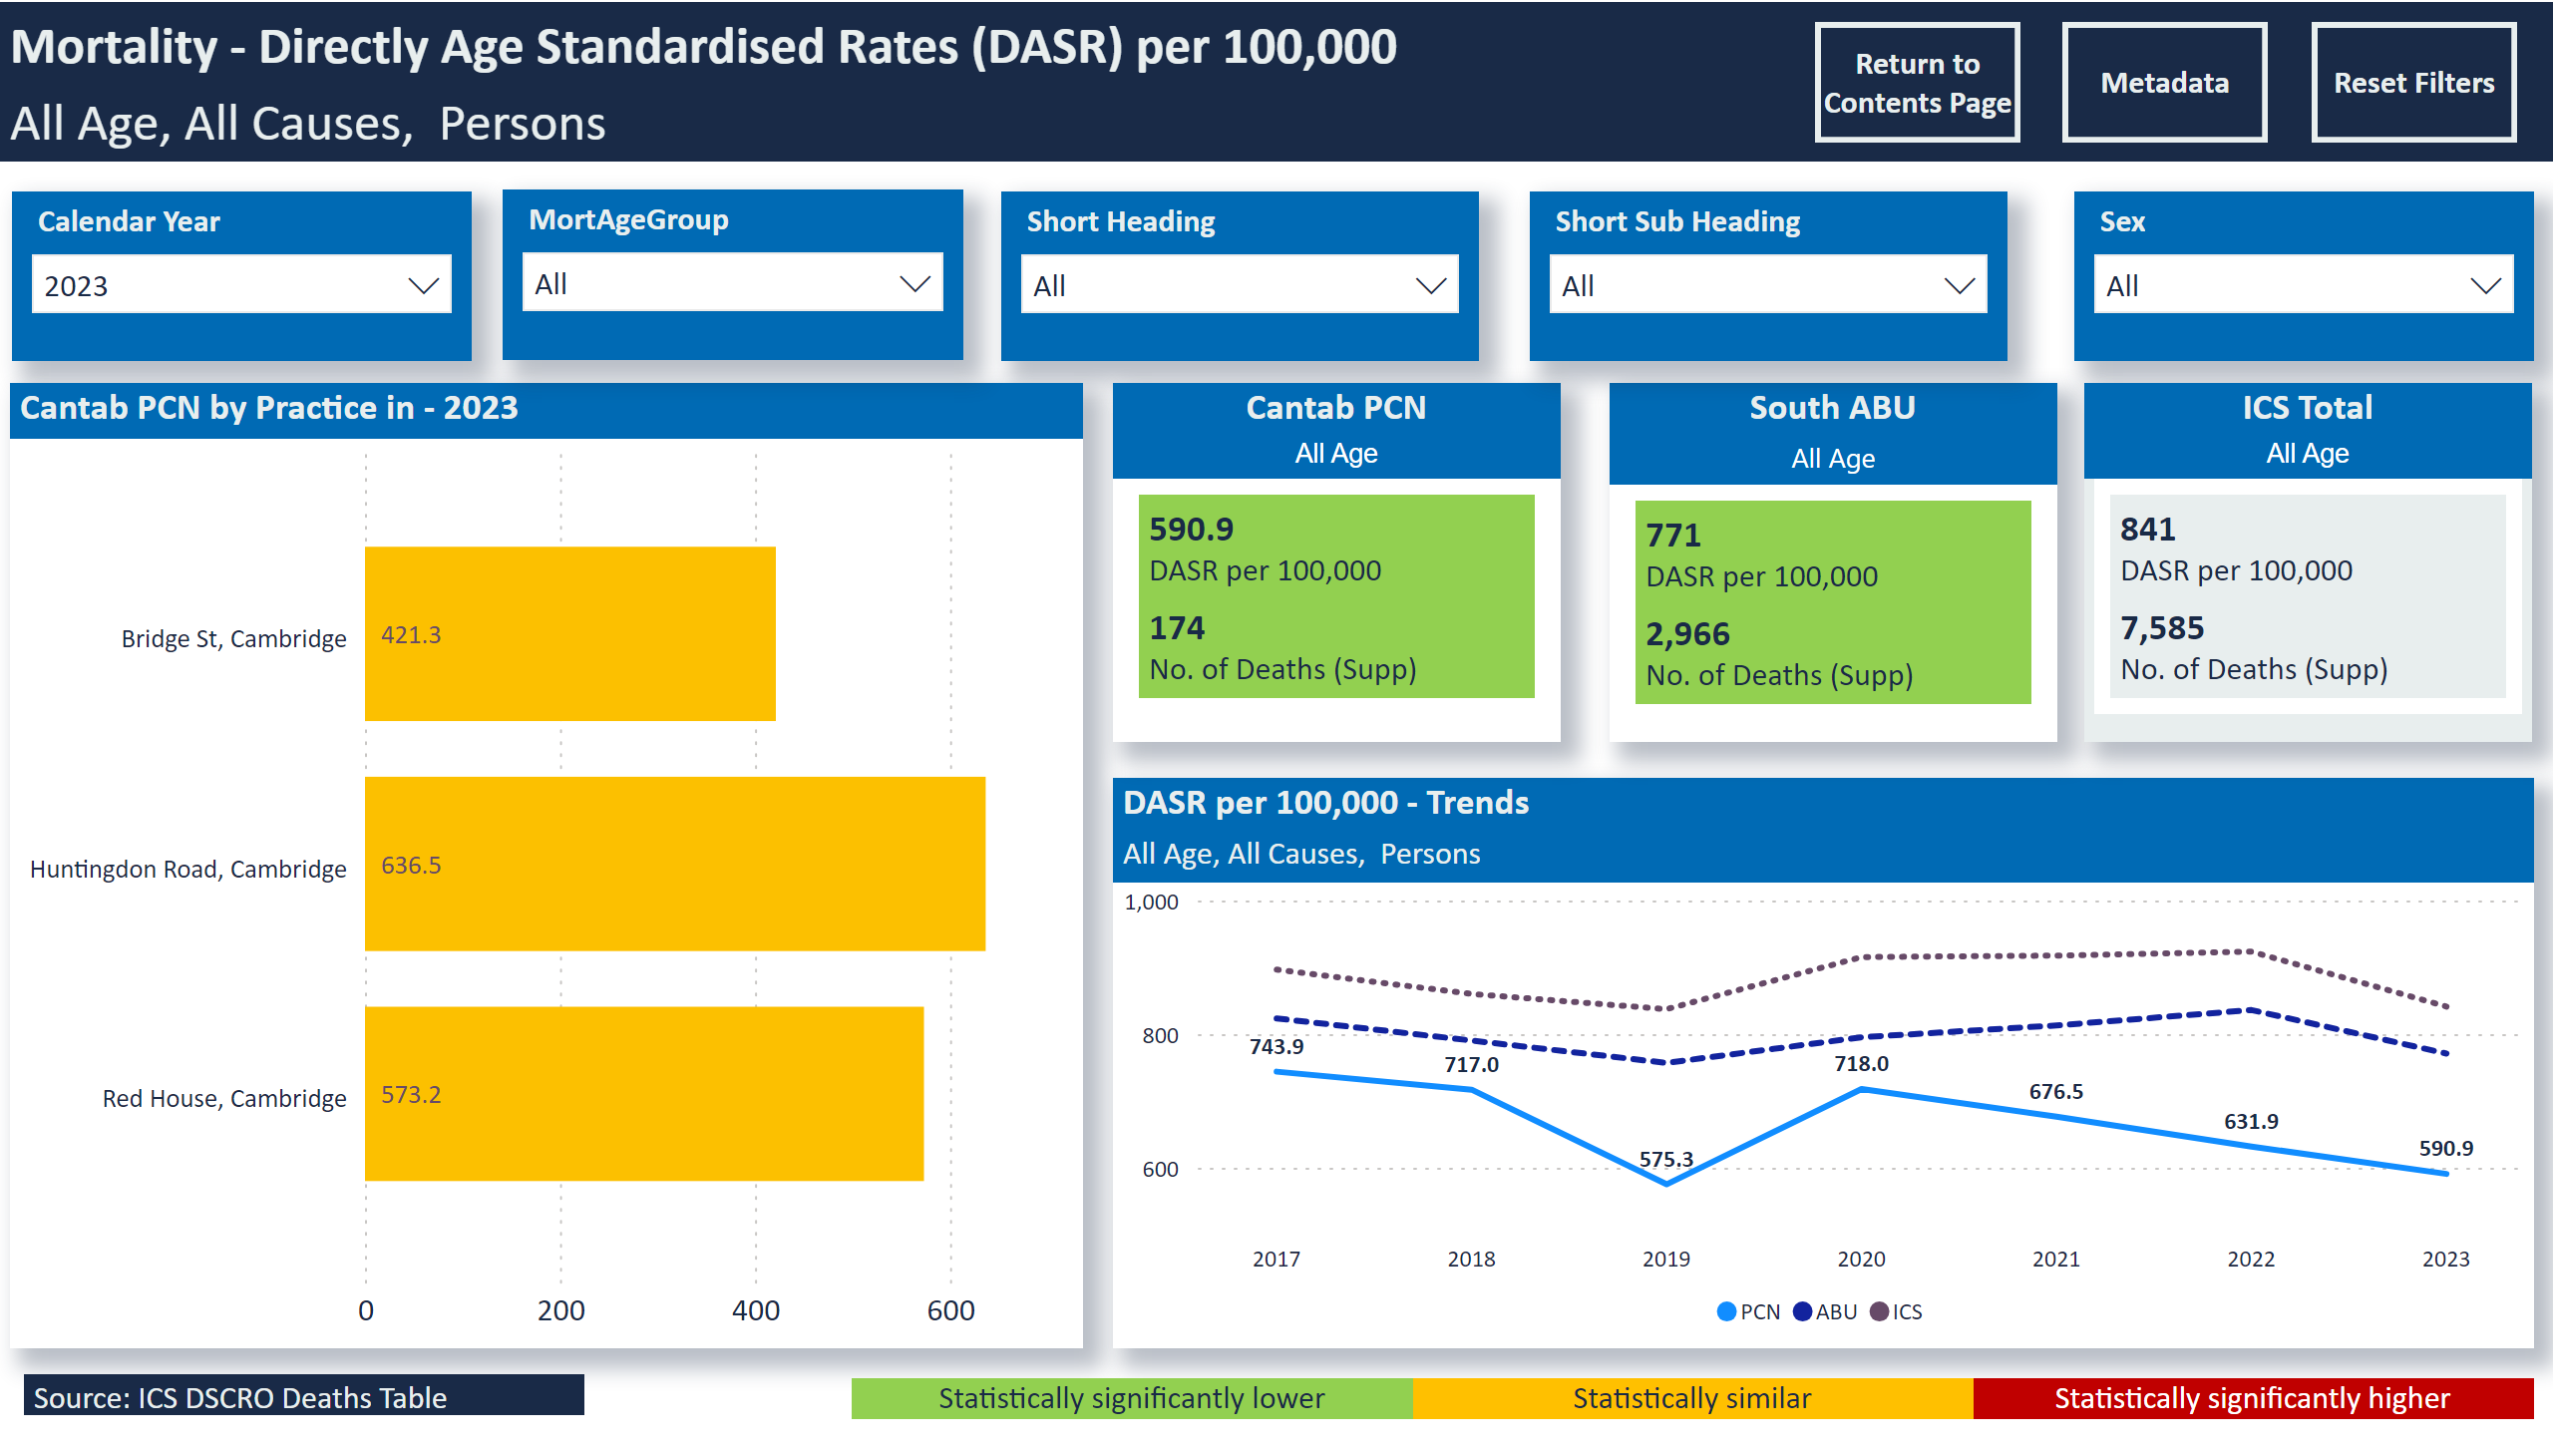 Mortality - Directly Age Standardised Rates (DASR) per 100,000
All Age, All Causes,  Persons
Return to
Contents Page
Metadata
Reset Filters
Calendar Year
2023
MortAgeGroup
All
Short Heading
All
Short Sub Heading
All
Sex
All
Cantab PCN by Practice in - 2023
Bridge St, Cambridge
421.3
Huntingdon Road, Cambridge
636.5
Red House, Cambridge
573.2
0 200 400 600
Cantab PCN
All Age
590.9
DASR per 100,000
174
No. of Deaths (Supp)
South ABU
All Age
771
DASR per 100,000
2,966
No. of Deaths (Supp)
ICS Total
All Age
841
DASR per 100,000
7,585
No. of Deaths (Supp)
DASR per 100,000 - Trends
All Age, All Causes,  Persons
1,000
800
600
743.9
717.0
575.3
718.0
676.5
631.9
590.9
2017 2018 2019 2020 2021 2022 2023
PCN ABU ICS
Source: ICS DSCRO Deaths Table
Statistically significantly lower
Statistically similar
Statistically significantly higher